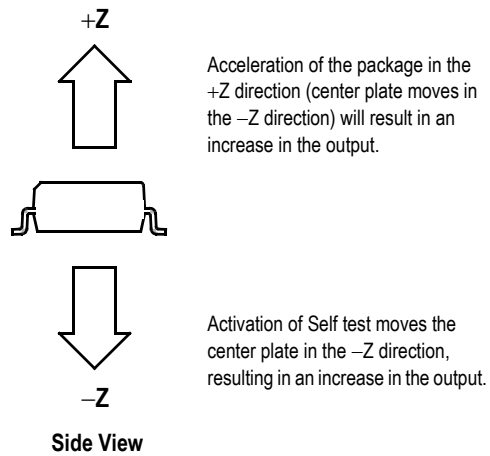 +Z
Acceleration of the package in the
+Z direction (center plate moves in
the −Z direction) will result in an
increase in the output.
Activation of Self test moves the
center plate in the −Z direction,
resulting in an increase in the output.
−Z
Side View